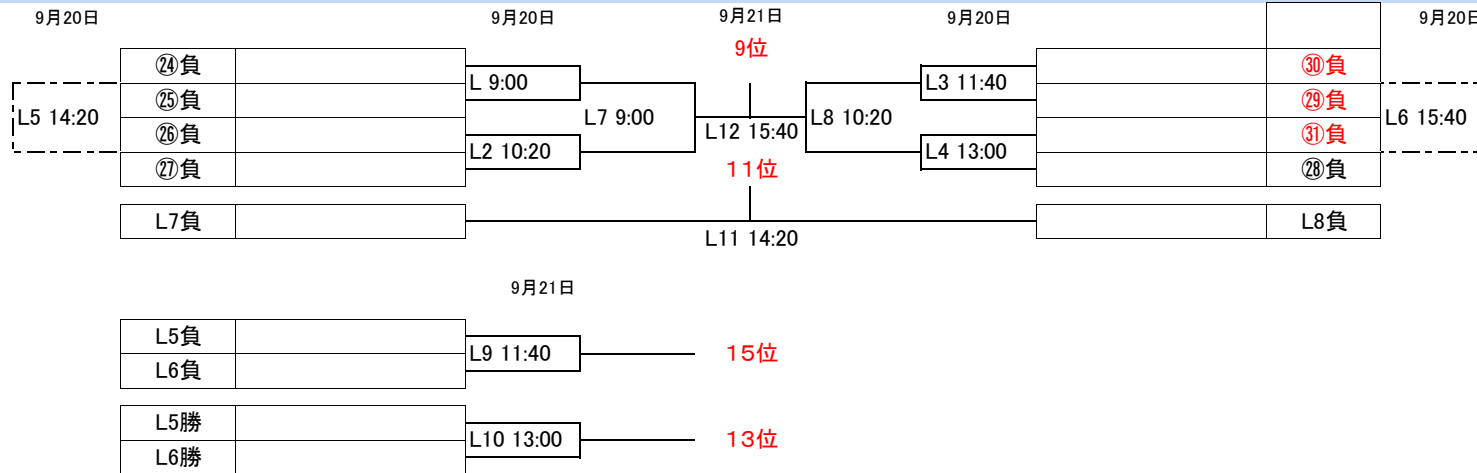 9月20日 9月20日 9月21日 9月20日 9月20日
9位
㉔負 ㉚負
L 9:00 L3 11:40
㉕負 ㉙負
L5 14:20 L7 9:00 L12 15:40 L8 10:20 L6 15:40
㉖負 ㉛負
L2 10:20 L4 13:00
㉗負 11位 ㉘負
L7負 L8負
L11 14:20
9月21日
L5負
L9 11:40 15位
L6負
L5勝
L10 13:00 13位
L6勝